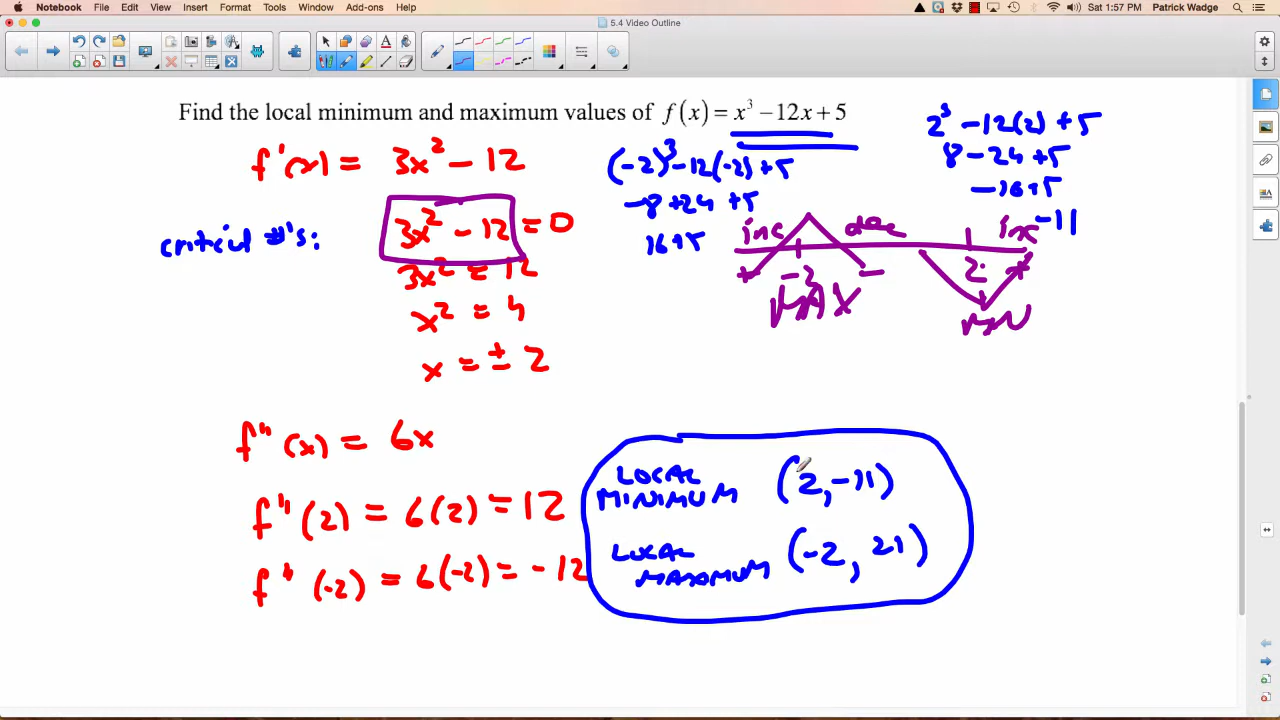 Notebook File Edit View Insert Format Tools Window Add-ons Help Sat 1:57 PM Patrick Wadge
5.4 Video Outline
Find the local minimum and maximum values of f(x) = x³ − 12x + 5
f'(x) = 3x² − 12
critical #'s:
3x² − 12 = 0
3x² = 12
x² = 4
x = ± 2
(-2)³ − 12(-2) + 5
−8 + 24 + 5
16 + 5
2³ − 12(2) + 5
8 − 24 + 5
−16 + 5
−11
inc dec inc
+ −2 − 2 +
MAX MIN
f"(x) = 6x
f"(2) = 6(2) = 12
f"(-2) = 6(-2) = −12
LOCAL
MINIMUM (2, −11)
LOCAL
MAXIMUM (−2, 21)